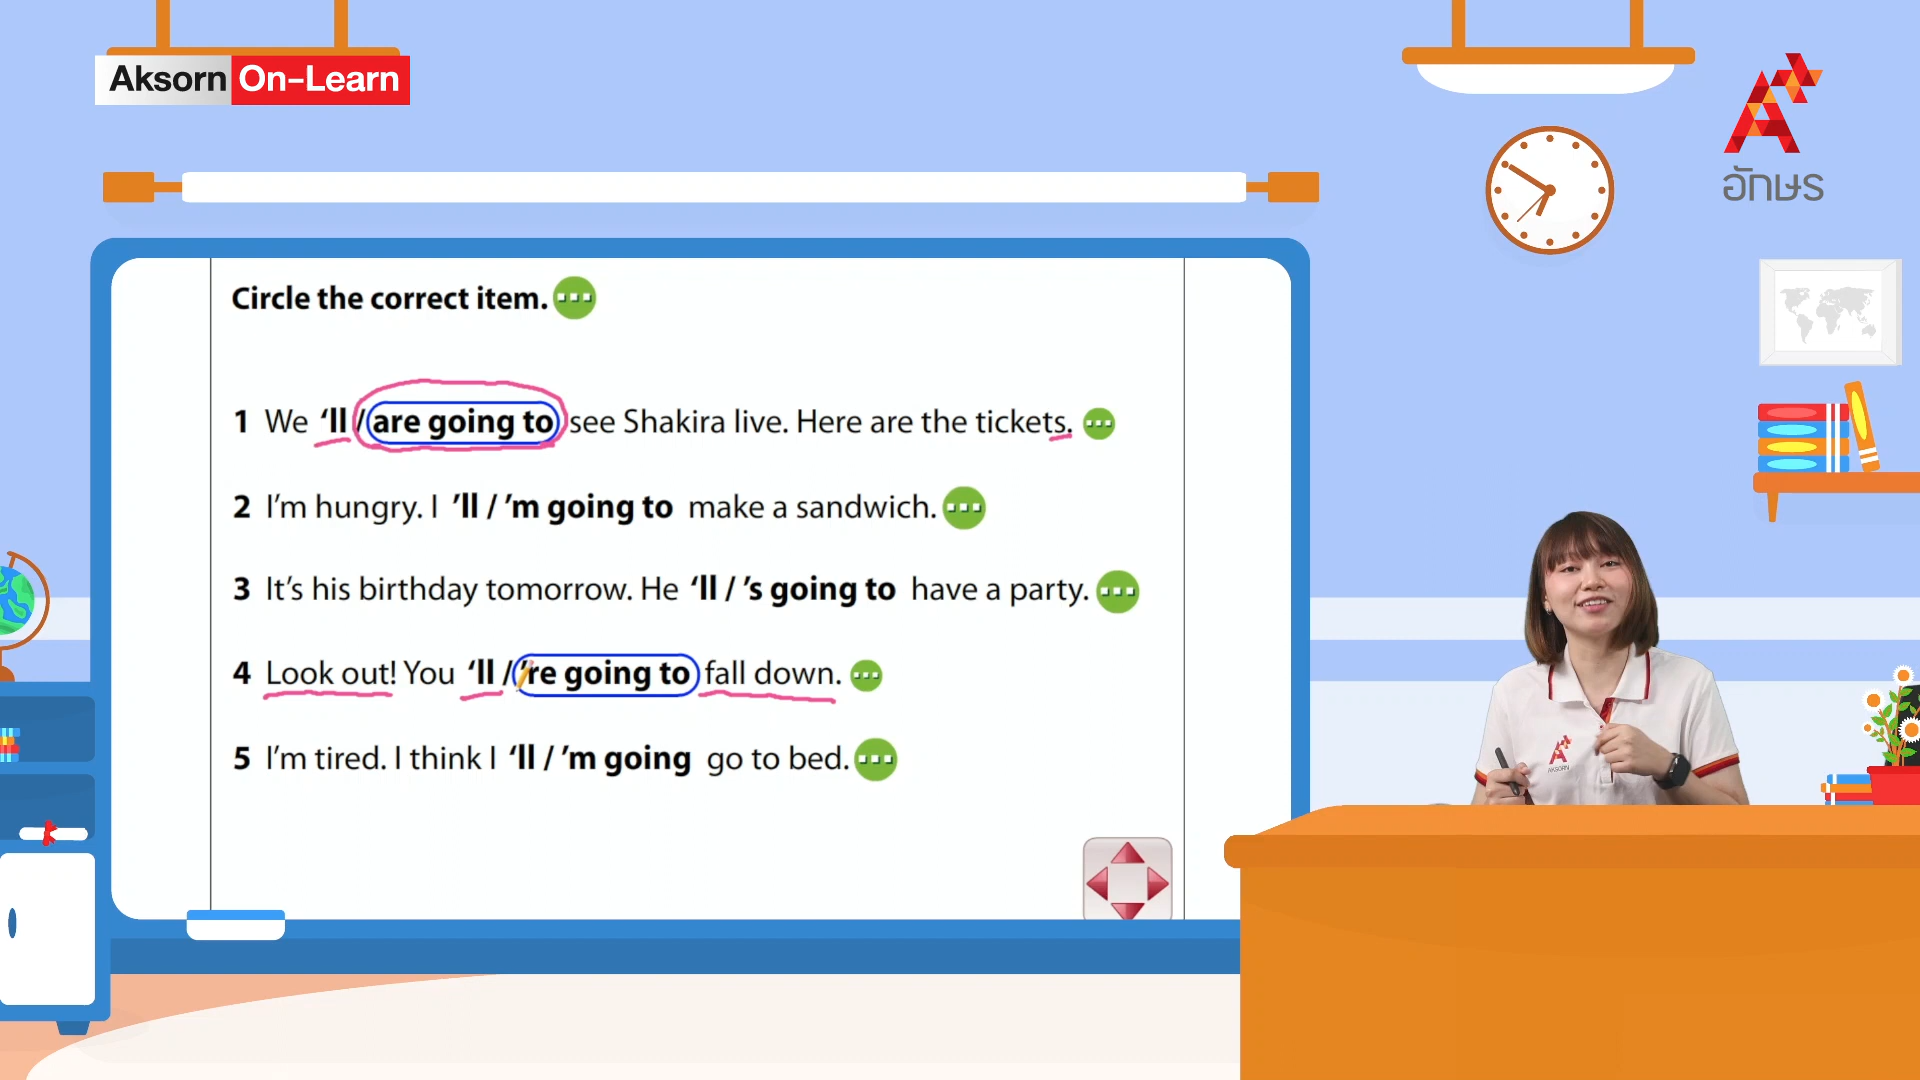 Aksorn On-Learn
อักษร
Circle the correct item.
1 We ‘ll / are going to see Shakira live. Here are the tickets.
2 I’m hungry. I ’ll / ’m going to make a sandwich.
3 It’s his birthday tomorrow. He ‘ll / ’s going to have a party.
4 Look out! You ‘ll / ’re going to fall down.
5 I’m tired. I think I ‘ll / ’m going go to bed.
AKSORN